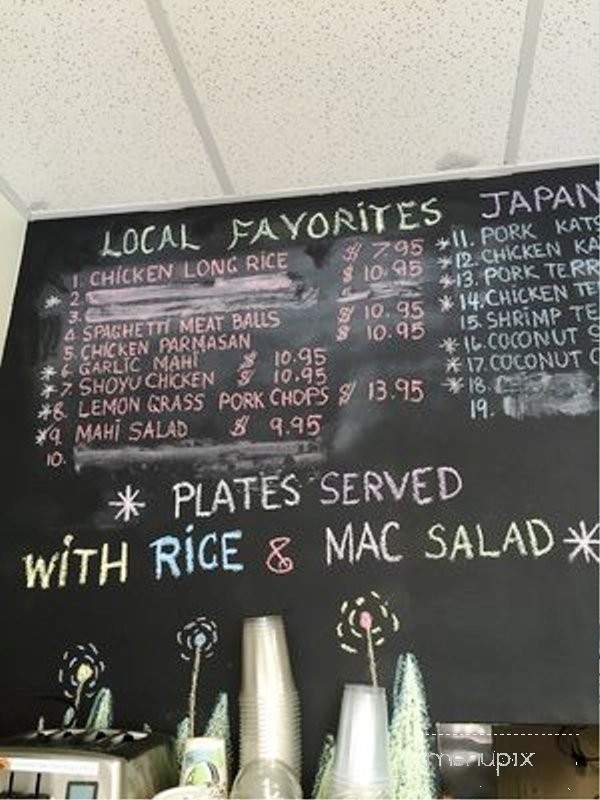 LOCAL FAVORITES
1. CHICKEN LONG RICE $ 7.95
* 2. $ 10.95
3.
4. SPAGHETTI MEAT BALLS $ 10.95
5. CHICKEN PARMASAN $ 10.95
* 6. GARLIC MAHI $ 10.95
* 7. SHOYU CHICKEN $ 10.95
* 8. LEMON GRASS PORK CHOPS $ 13.95
* 9. MAHI SALAD $ 9.95
10.
JAPAN
* 11. PORK KATS
* 12. CHICKEN KA
* 13. PORK TERR
* 14. CHICKEN TE
15. SHRIMP TE
* 16. COCONUT S
* 17. COCONUT C
* 18.
19.
* PLATES SERVED
WITH RICE & MAC SALAD *
menupix